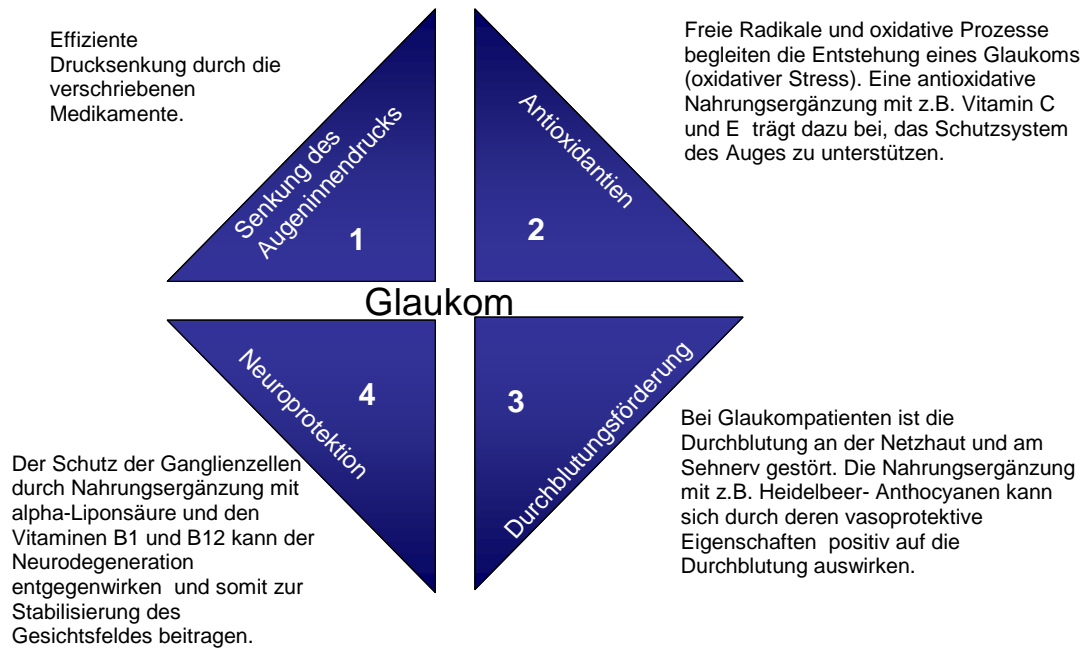 Effiziente
Drucksenkung durch die
verschriebenen
Medikamente.
Senkung des
Augeninnendrucks
1
Freie Radikale und oxidative Prozesse
begleiten die Entstehung eines Glaukoms
(oxidativer Stress). Eine antioxidative
Nahrungsergänzung mit z.B. Vitamin C
und E trägt dazu bei, das Schutzsystem
des Auges zu unterstützen.
Antioxidantien
2
Glaukom
Neuroprotektion
4
Der Schutz der Ganglienzellen
durch Nahrungsergänzung mit
alpha-Liponsäure und den
Vitaminen B1 und B12 kann der
Neurodegeneration
entgegenwirken und somit zur
Stabilisierung des
Gesichtsfeldes beitragen.
3
Durchblutungsförderung
Bei Glaukompatienten ist die
Durchblutung an der Netzhaut und am
Sehnerv gestört. Die Nahrungsergänzung
mit z.B. Heidelbeer- Anthocyanen kann
sich durch deren vasoprotektive
Eigenschaften positiv auf die
Durchblutung auswirken.